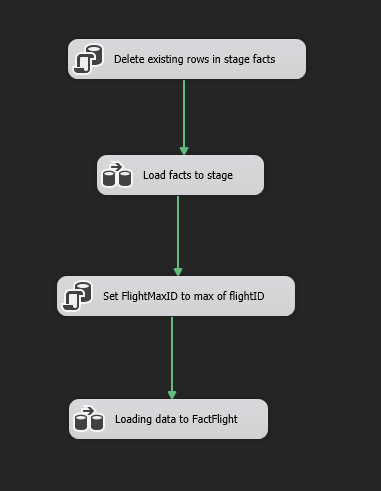 Delete existing rows in stage facts
Load facts to stage
Set FlightMaxID to max of flightID
Loading data to FactFlight